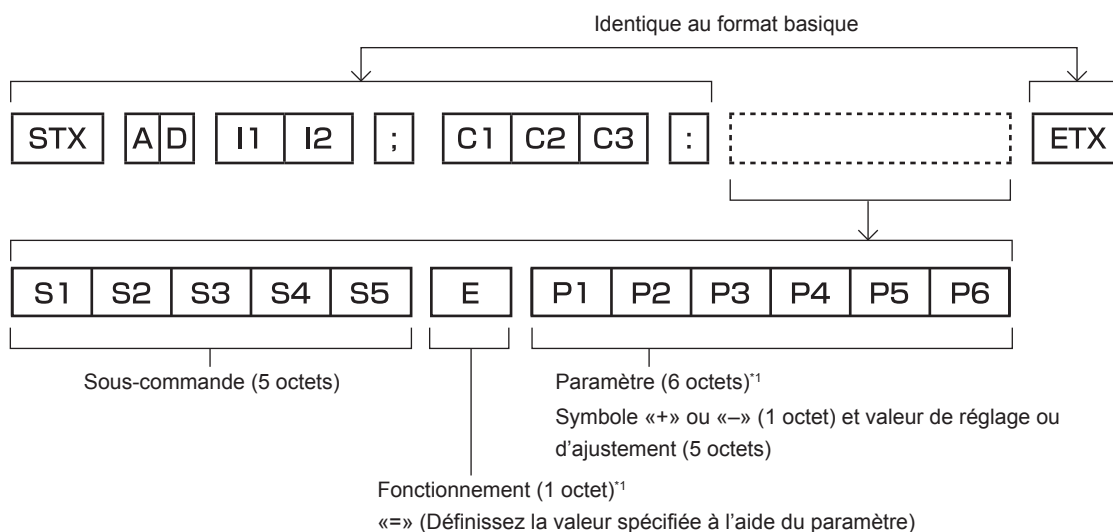 Identique au format basique
STX A D I1 I2 ; C1 C2 C3 : ETX
S1 S2 S3 S4 S5 E P1 P2 P3 P4 P5 P6
Sous-commande (5 octets)
Paramètre (6 octets)*1
Symbole «+» ou «–» (1 octet) et valeur de réglage ou
d’ajustement (5 octets)
Fonctionnement (1 octet)*1
«=» (Définissez la valeur spécifiée à l’aide du paramètre)